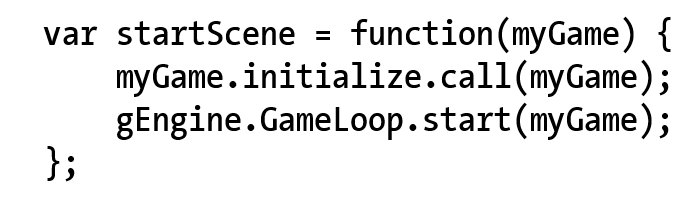 var startScene = function(myGame) {
    myGame.initialize.call(myGame);
    gEngine.GameLoop.start(myGame);
};